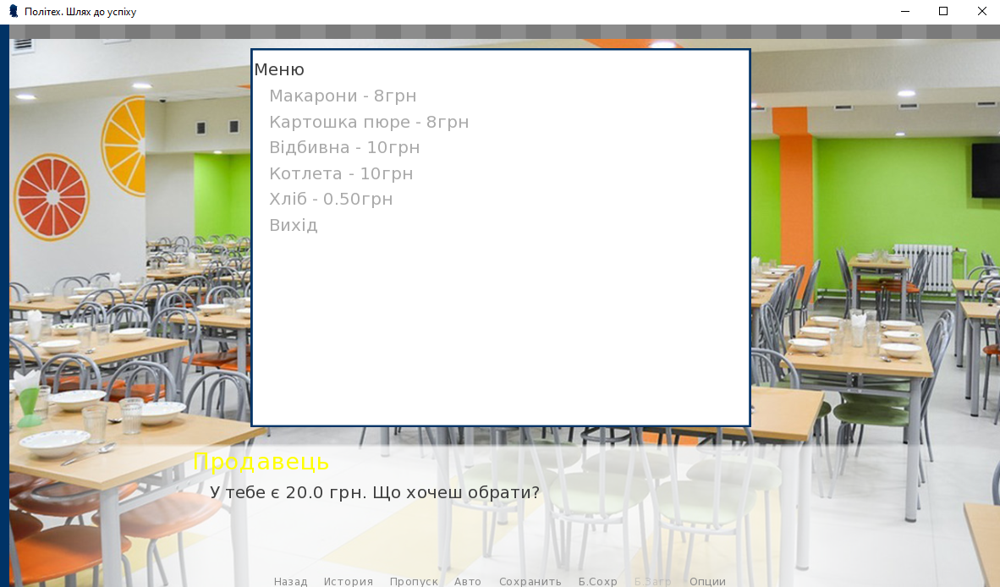 Політех. Шлях до успіху
Меню
Макарони - 8грн
Картошка пюре - 8грн
Відбивна - 10грн
Котлета - 10грн
Хліб - 0.50грн
Вихід
Продавець
У тебе є 20.0 грн. Що хочеш обрати?
Назад История Пропуск Авто Сохранить Б.Сохр Б.Загр Опции